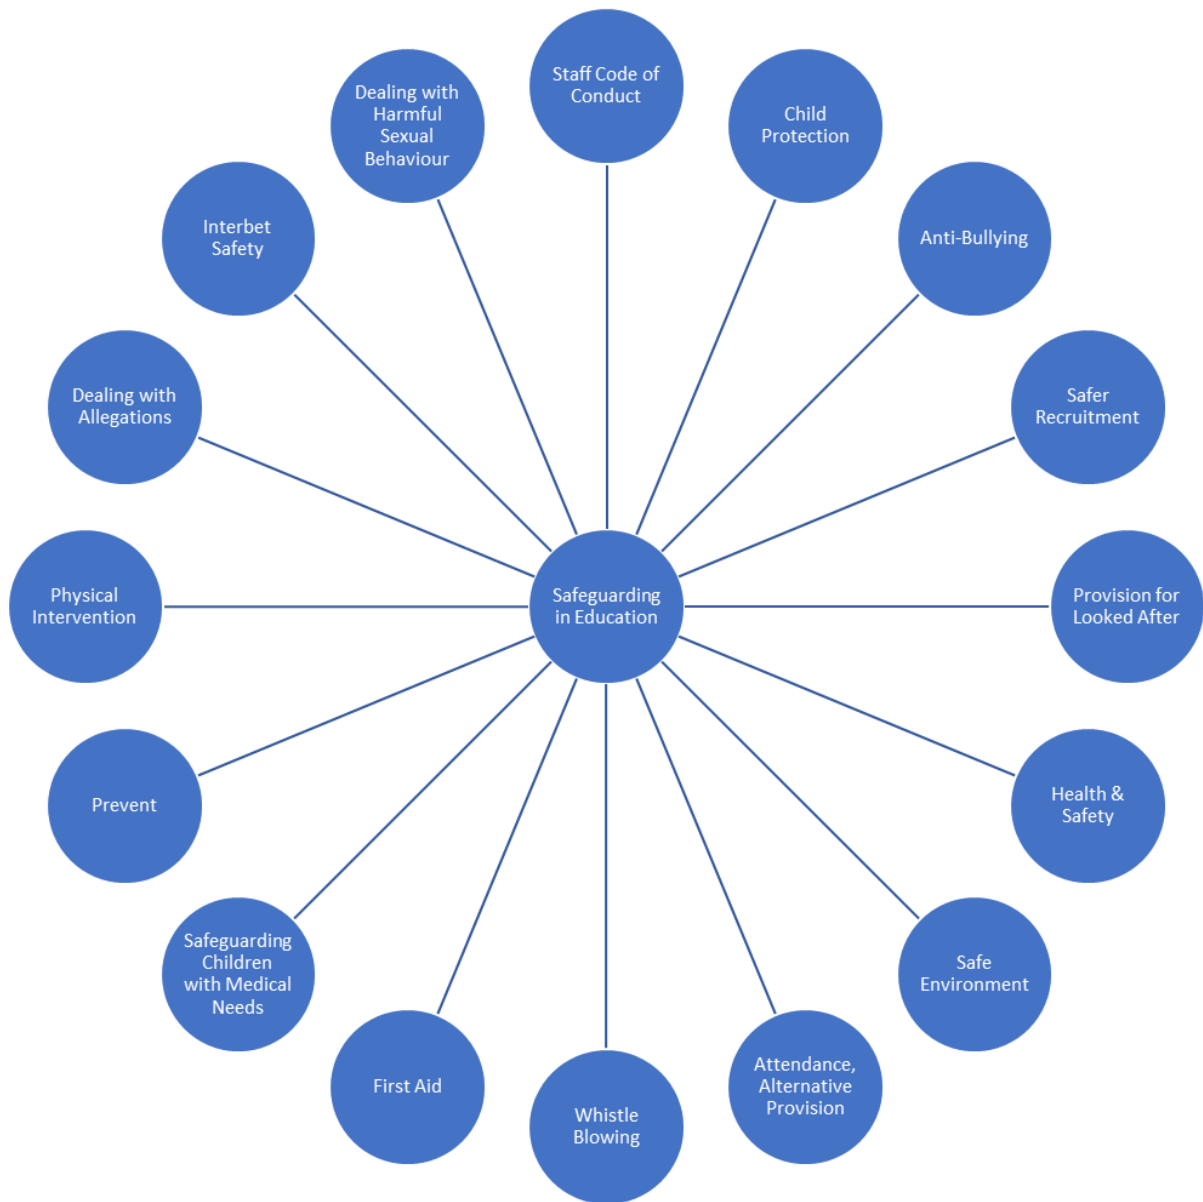 Staff Code of
Conduct
Child
Protection
Anti-Bullying
Safer
Recruitment
Provision for
Looked After
Health &
Safety
Safe
Environment
Attendance,
Alternative
Provision
Whistle
Blowing
First Aid
Safeguarding
Children
with Medical
Needs
Prevent
Physical
Intervention
Dealing with
Allegations
Interbet
Safety
Dealing with
Harmful
Sexual
Behaviour
Safeguarding
in Education